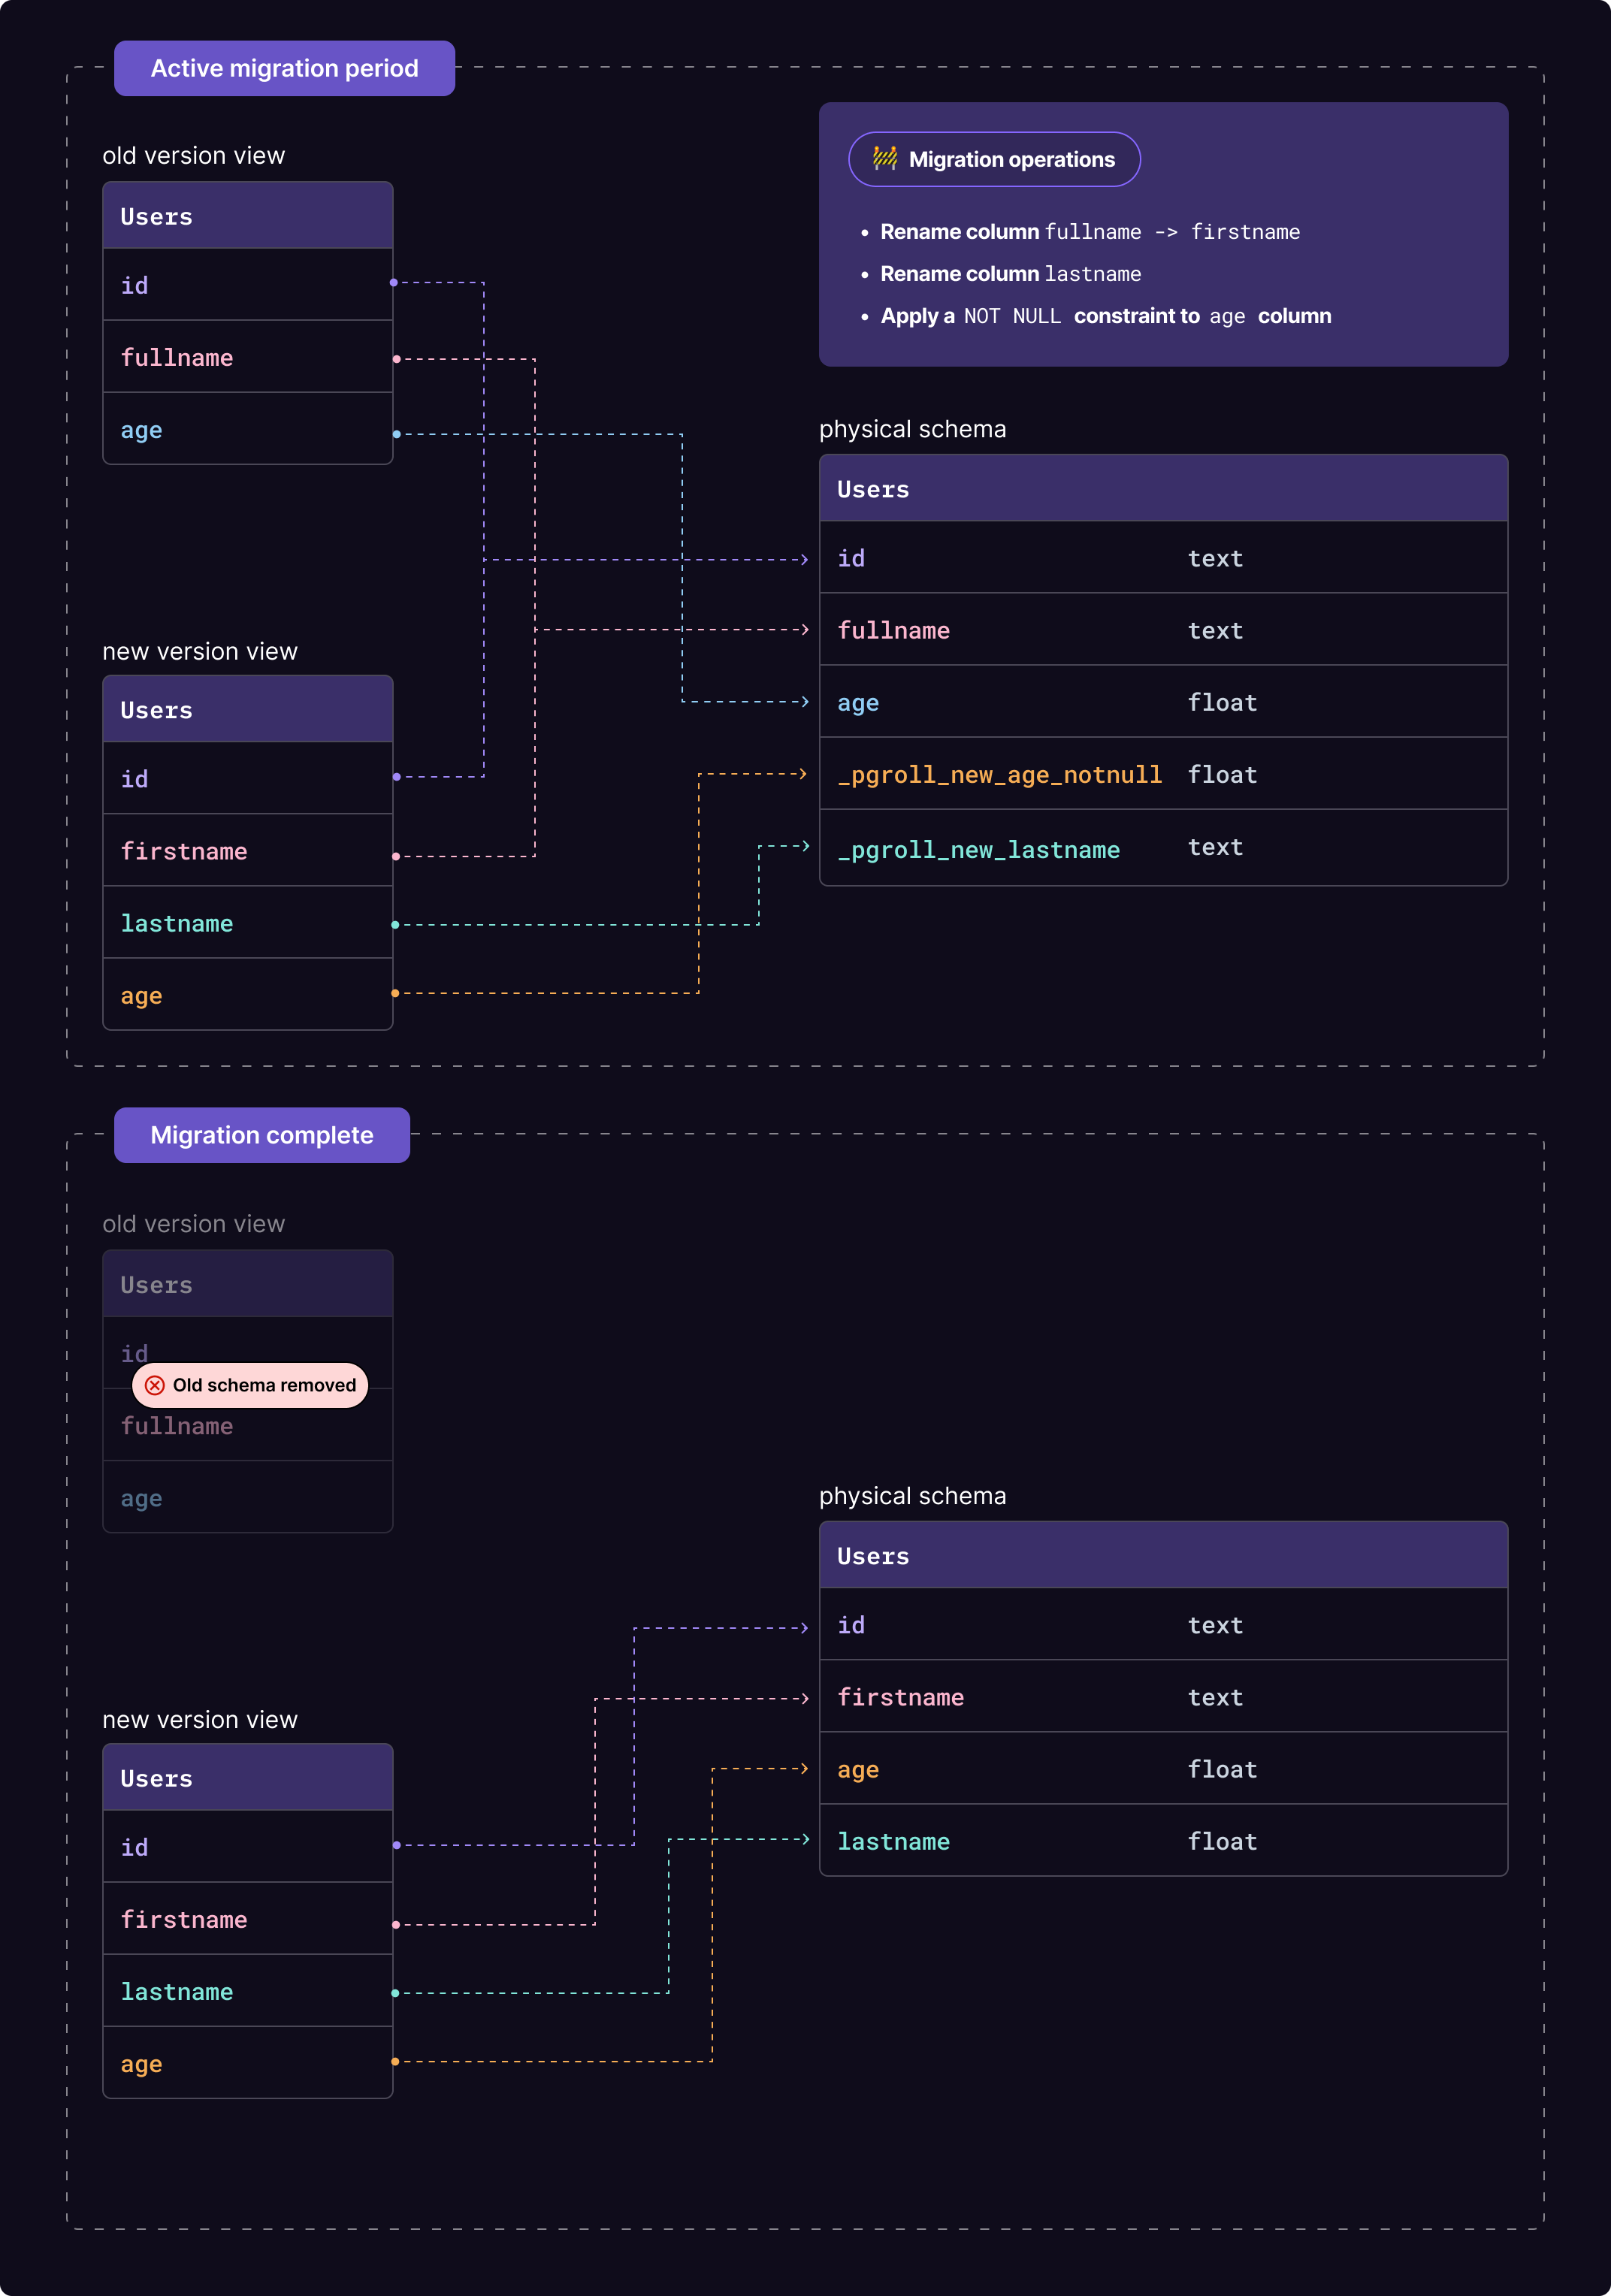 Active migration period
old version view
Users
id
fullname
age
🚧 Migration operations
• Rename column fullname -> firstname
• Rename column lastname
• Apply a NOT NULL constraint to age column
physical schema
Users
id text
fullname text
age float
_pgroll_new_age_notnull float
_pgroll_new_lastname text
new version view
Users
id
firstname
lastname
age
Migration complete
old version view
Users
id
Old schema removed
fullname
age
physical schema
Users
id text
firstname text
age float
lastname float
new version view
Users
id
firstname
lastname
age